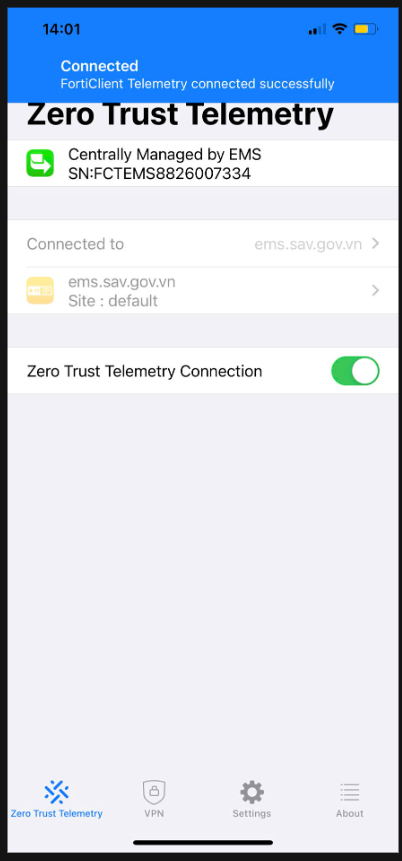 14:01
Connected
FortiClient Telemetry connected successfully
Zero Trust Telemetry
Centrally Managed by EMS
SN:FCTEMS8826007334
Connected to ems.sav.gov.vn
ems.sav.gov.vn
Site : default
Zero Trust Telemetry Connection
Zero Trust Telemetry VPN Settings About